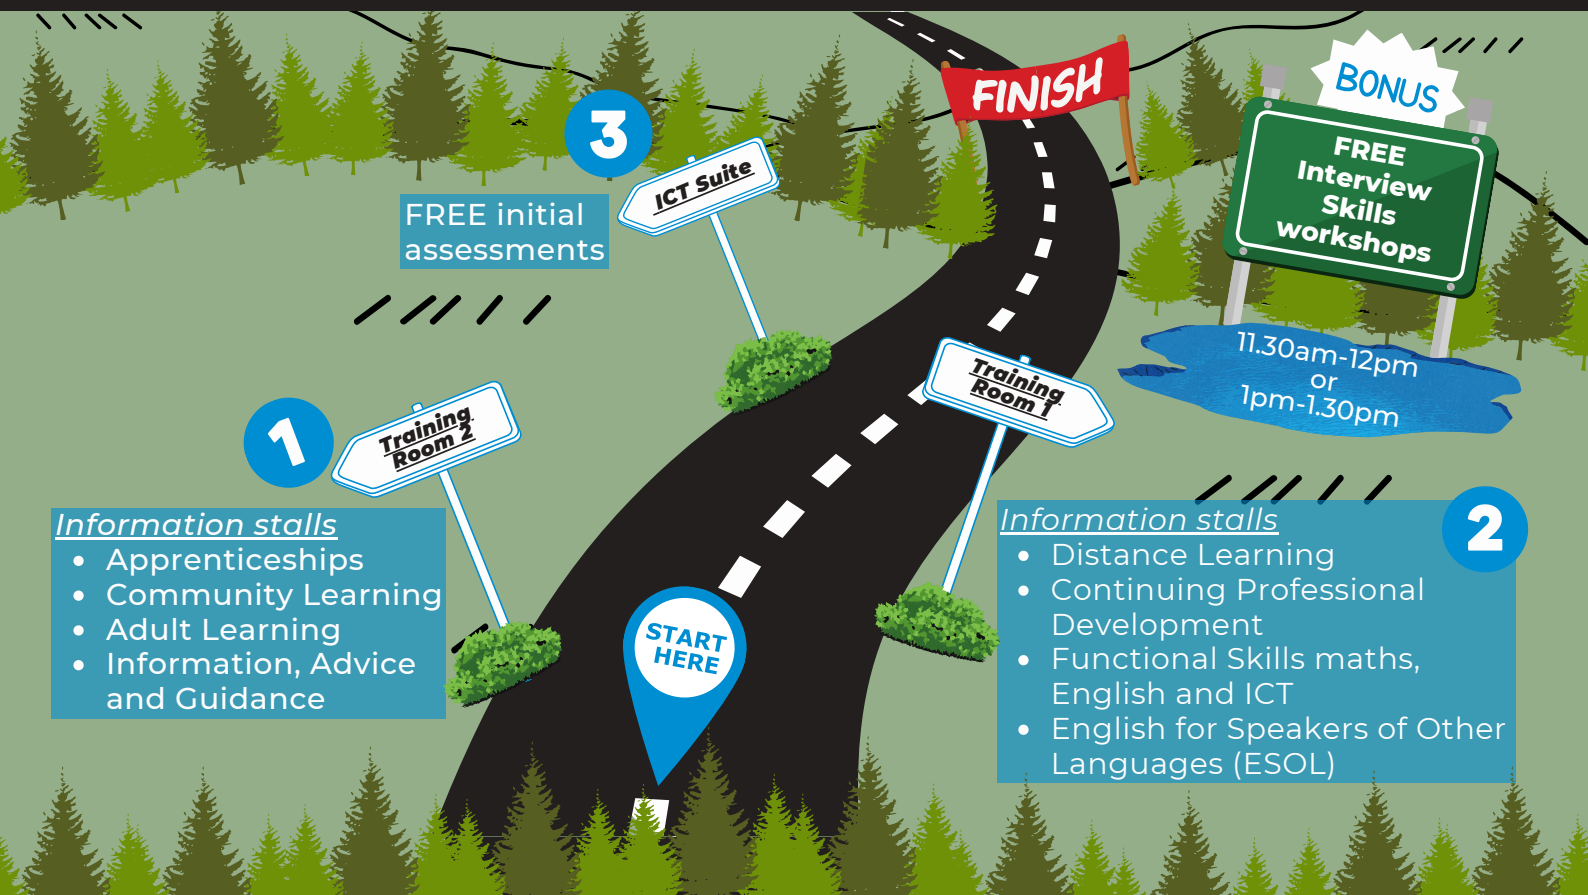 FINISH
BONUS
FREE
Interview
Skills
workshops
11.30am-12pm
or
1pm-1.30pm
3
ICT Suite
FREE initial
assessments
1
Training
Room 2
Information stalls
• Apprenticeships
• Community Learning
• Adult Learning
• Information, Advice
and Guidance
Training
Room 1
2
Information stalls
• Distance Learning
• Continuing Professional
Development
• Functional Skills maths,
English and ICT
• English for Speakers of Other
Languages (ESOL)
START
HERE